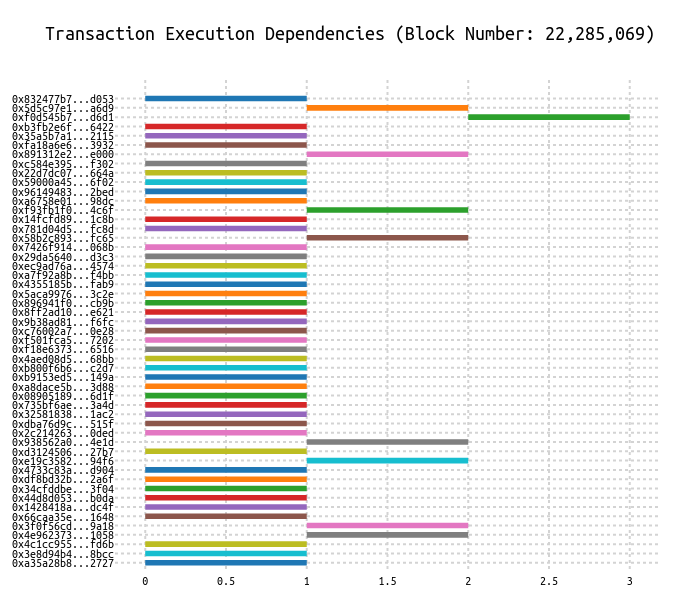 Transaction Execution Dependencies (Block Number: 22,285,069)
0x832477b7...d053
0x5d5c97e1...a6d9
0xf0d545b7...d6d1
0xb3fb2e6f...6422
0x35a5b7a1...2115
0xfa18a6e6...3932
0x891312e2...e000
0xc584e395...f302
0x22d7dc07...664a
0x59000a45...6f02
0x96149483...2bed
0xa6758e01...98dc
0xf93fb1f0...4c6f
0x14fcfd89...1c8b
0x781d04d5...fc8d
0x58b2c893...fc65
0x7426f914...068b
0x29da5640...d3c3
0xec9ad76a...4574
0xa7f92a8b...f4bb
0x4355185b...fab9
0x5aca9976...3c2e
0x896941f0...cb9b
0x8ff2ad10...e621
0x9b38ad81...f6fc
0xc76002a7...0e28
0xf501fca5...7202
0xf18e6373...6516
0x4aed08d5...68bb
0xb800f6b6...c2d7
0xb9153ed5...149a
0xa8dace5b...3d88
0x08905189...6d1f
0x735bf6ae...3a4d
0x32581838...1ac2
0xdba76d9c...515f
0x2c214263...0ded
0x938562a0...4e1d
0xd3124506...27b7
0xe19c3582...94f6
0x4733c83a...d904
0xdf8bd32b...2a6f
0x34cfddbe...3f04
0x44d8d053...b0da
0x1428418a...dc4f
0x66caa35e...1648
0x3f0f56cd...9a18
0x4e962373...1058
0x4c1cc955...fd6b
0x3e8d94b4...8bcc
0xa35a28b8...2727
0 0.5 1 1.5 2 2.5 3